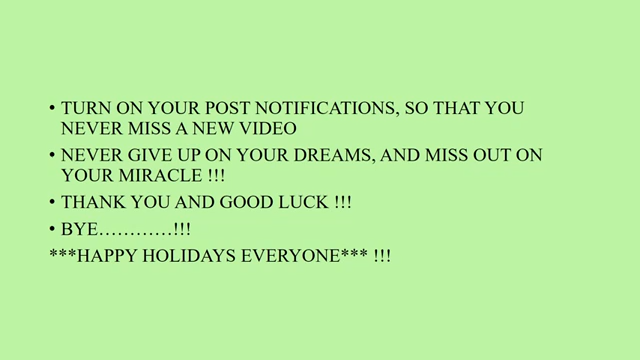 • TURN ON YOUR POST NOTIFICATIONS, SO THAT YOU
NEVER MISS A NEW VIDEO
• NEVER GIVE UP ON YOUR DREAMS, AND MISS OUT ON
YOUR MIRACLE !!!
• THANK YOU AND GOOD LUCK !!!
• BYE…………!!!
***HAPPY HOLIDAYS EVERYONE*** !!!